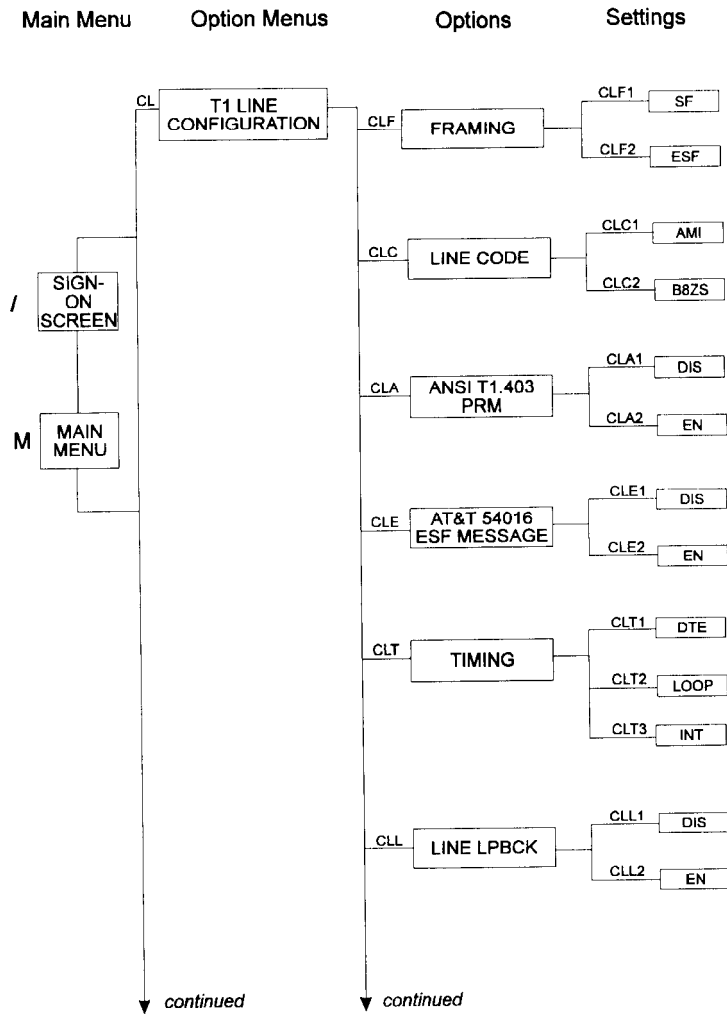 Main Menu Option Menus Options Settings
CL T1 LINE CONFIGURATION
CLF FRAMING
CLF1 SF
CLF2 ESF
CLC LINE CODE
CLC1 AMI
CLC2 B8ZS
/ SIGN-
ON
SCREEN
CLA ANSI T1.403
PRM
CLA1 DIS
CLA2 EN
M MAIN
MENU
CLE AT&T 54016
ESF MESSAGE
CLE1 DIS
CLE2 EN
CLT TIMING
CLT1 DTE
CLT2 LOOP
CLT3 INT
CLL LINE LPBCK
CLL1 DIS
CLL2 EN
continued continued